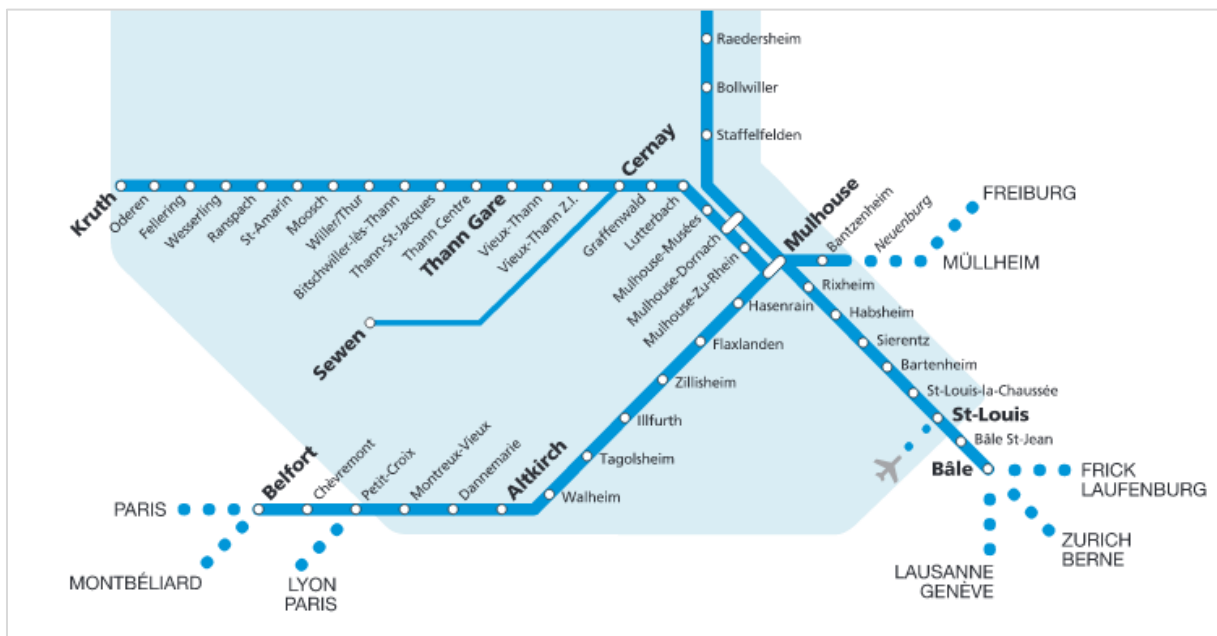 Raedersheim
Bollwiller
Staffelfelden
Cernay
Kruth
Oderen
Fellering
Wesserling
Ranspach
St-Amarin
Moosch
Willer/Thur
Bitschwiller-lès-Thann
Thann-St-Jacques
Thann Centre
Thann Gare
Vieux-Thann
Vieux-Thann Z.I.
Graffenwald
Lutterbach
Mulhouse-Musées
Mulhouse-Dornach
Mulhouse-Zu-Rhein
Mulhouse
Bantzenheim
Neuenburg
FREIBURG
MÜLLHEIM
Rixheim
Habsheim
Sierentz
Bartenheim
St-Louis-la-Chaussée
St-Louis
Bâle St-Jean
Bâle
FRICK
LAUFENBURG
ZURICH
BERNE
LAUSANNE
GENÈVE
Hasenrain
Flaxlanden
Zillisheim
Illfurth
Tagolsheim
Walheim
Sewen
Altkirch
Dannemarie
Montreux-Vieux
Petit-Croix
Chèvremont
Belfort
PARIS
MONTBÉLIARD
LYON
PARIS